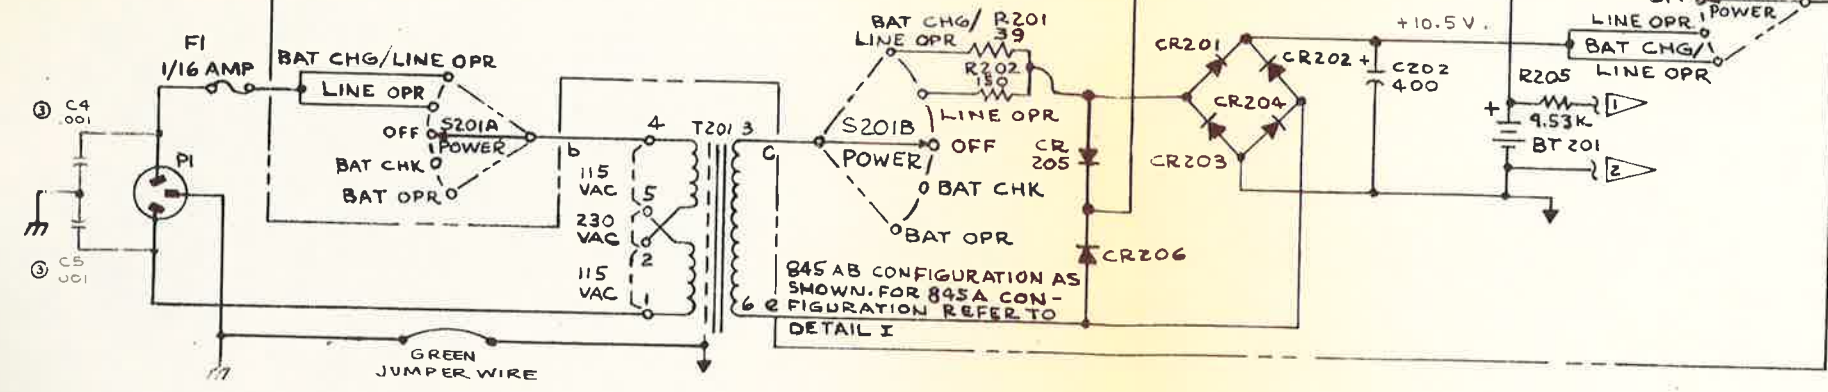 F1
1/16 AMP
③ C4
.001
P1
③ C5
BAT CHG/LINE OPR
LINE OPR
OFF
S201A
POWER
BAT CHK
BAT OPR
b
4
T201
3
115
VAC
5
230
VAC
2
115
VAC
1
6
c
e
GREEN
JUMPER WIRE
BAT CHG/
LINE OPR
R201
39
R202
150
LINE OPR
S201B
POWER
OFF
BAT CHK
BAT OPR
CR
205
CR206
845 AB CONFIGURATION AS
SHOWN. FOR 845A CON-
FIGURATION REFER TO
DETAIL I
CR201
CR202
CR204
CR203
+
C202
400
+10.5 V.
LINE OPR
POWER
BAT CHG/
LINE OPR
R205
9.53K
+
BT201
1
2